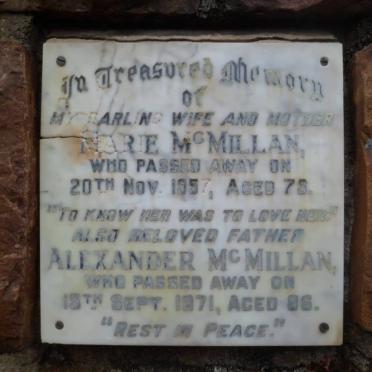 In Treasured Memory
of
My Darling Wife and Mother
Marie McMillan,
who passed away on
20th Nov. 1957, Aged 78.
"To know her was to love her."
Also Beloved Father
Alexander McMillan,
who passed away on
18th Sept. 1971, Aged 86.
"Rest in Peace."